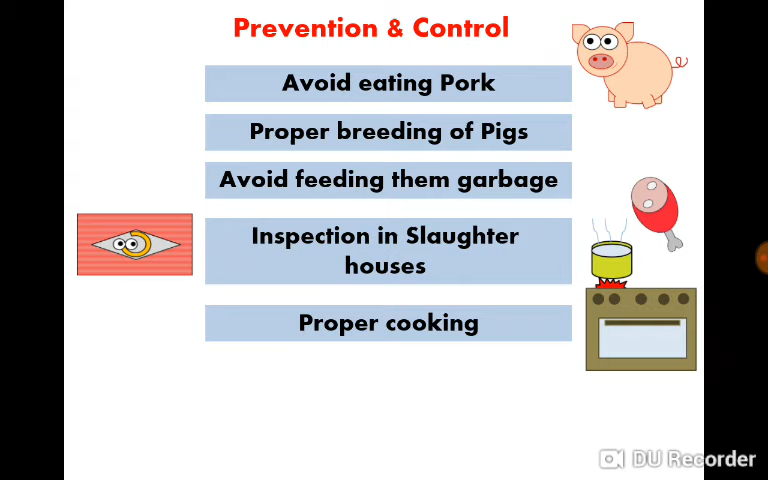 Prevention & Control
Avoid eating Pork
Proper breeding of Pigs
Avoid feeding them garbage
Inspection in Slaughter
houses
Proper cooking
DU Recorder